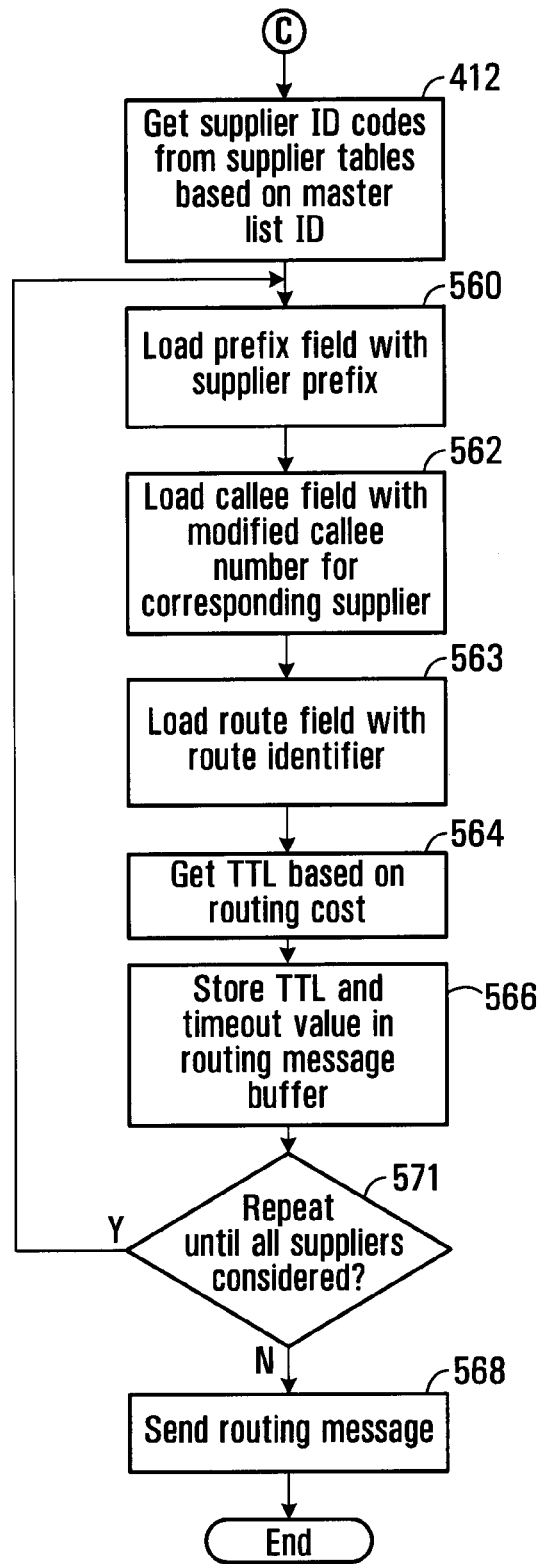 C
412
Get supplier ID codes
from supplier tables
based on master
list ID
560
Load prefix field with
supplier prefix
562
Load callee field with
modified callee
number for
corresponding supplier
563
Load route field with
route identifier
564
Get TTL based on
routing cost
566
Store TTL and
timeout value in
routing message
buffer
571
Repeat
until all suppliers
considered?
Y
N
568
Send routing message
End